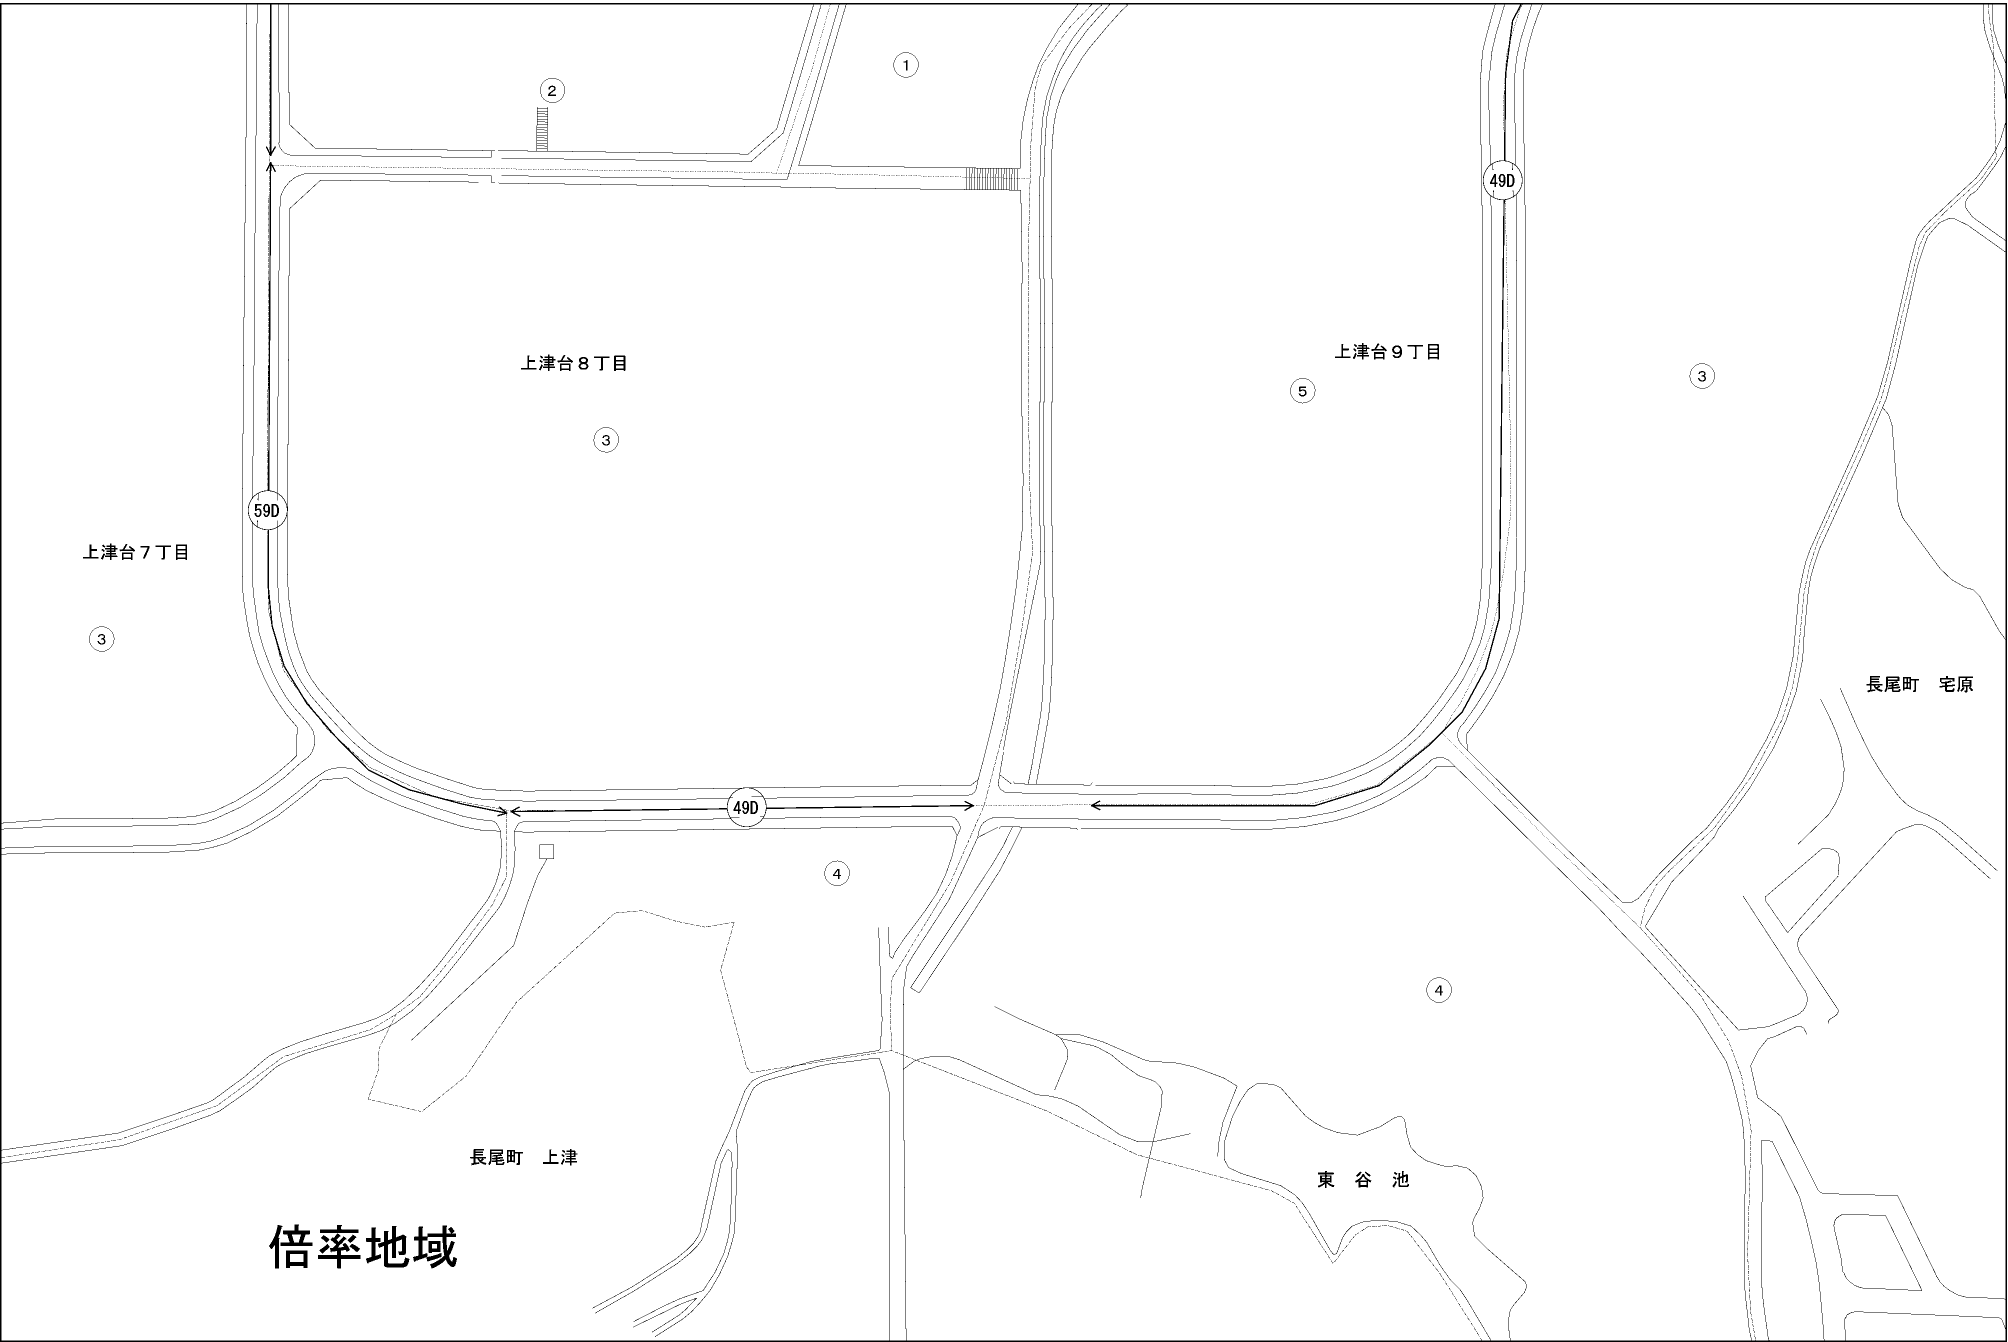 ①
②
49D
上津台８丁目
上津台９丁目
③
⑤
③
59D
上津台７丁目
③
長尾町　宅原
49D
④
④
長尾町　上津
東　谷　池
倍率地域